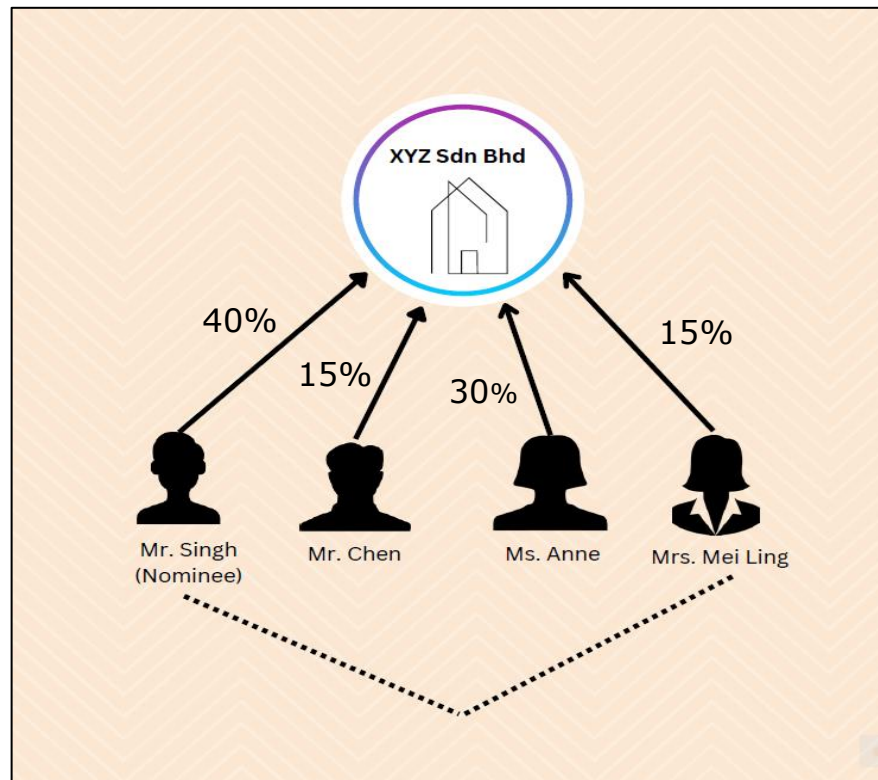 XYZ Sdn Bhd
40%
15%
30%
15%
Mr. Singh
(Nominee)
Mr. Chen
Ms. Anne
Mrs. Mei Ling